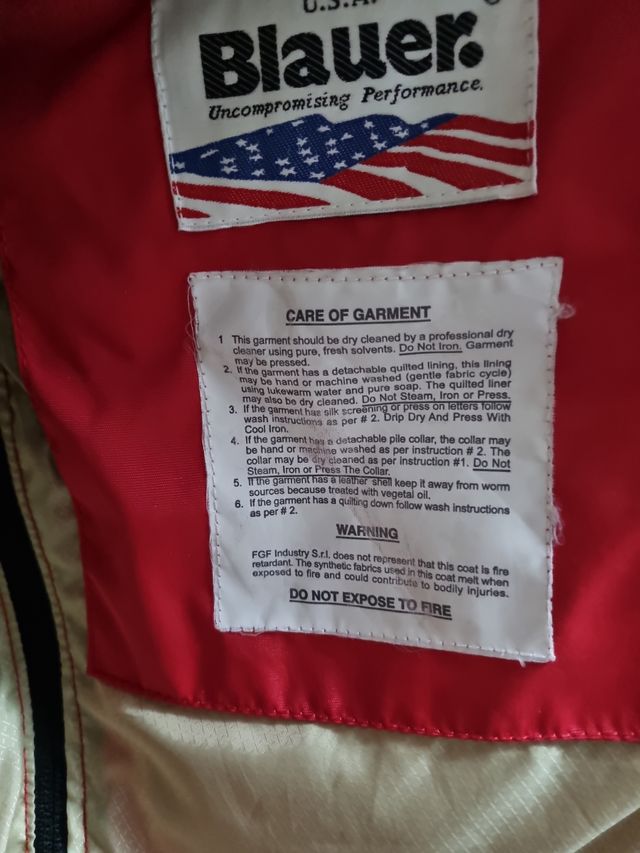 U.S.A.
Blauer.
Uncompromising Performance.
CARE OF GARMENT
1 This garment should be dry cleaned by a professional dry
cleaner using pure, fresh solvents. Do Not Iron. Garment
may be pressed.
2. If the garment has a detachable quilted lining, this lining
may be hand or machine washed (gentle fabric cycle)
using lukewarm water and pure soap. The quilted liner
may also be dry cleaned. Do Not Steam, Iron or Press.
3. If the garment has silk screening or press on letters follow
wash instructions as per # 2. Drip Dry And Press With
Cool Iron.
4. If the garment has a detachable pile collar, the collar may
be hand or machine washed as per instruction # 2. The
collar may be dry cleaned as per instruction #1. Do Not
Steam, Iron or Press The Collar.
5. If the garment has a leather shell keep it away from worm
sources because treated with vegetal oil.
6. If the garment has a quilting down follow wash instructions
as per # 2.
WARNING
FGF Industry S.r.l. does not represent that this coat is fire
retardant. The synthetic fabrics used in this coat melt when
exposed to fire and could contribute to bodily injuries.
DO NOT EXPOSE TO FIRE